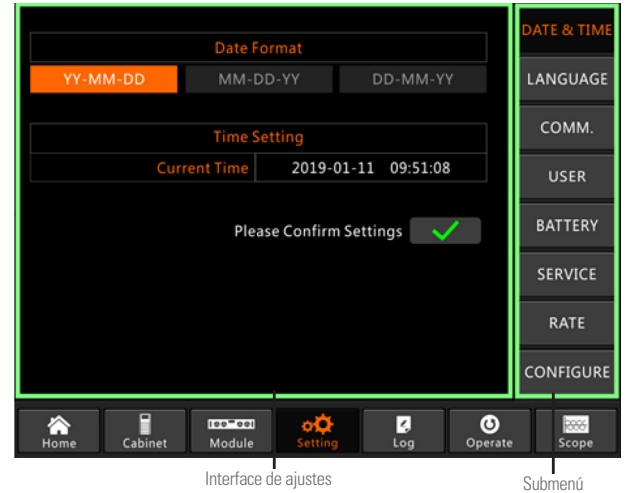 Date Format
YY-MM-DD MM-DD-YY DD-MM-YY
Time Setting
Current Time 2019-01-11 09:51:08
Please Confirm Settings
DATE & TIME
LANGUAGE
COMM.
USER
BATTERY
SERVICE
RATE
CONFIGURE
Home Cabinet Module Setting Log Operate Scope
Interface de ajustes Submenú